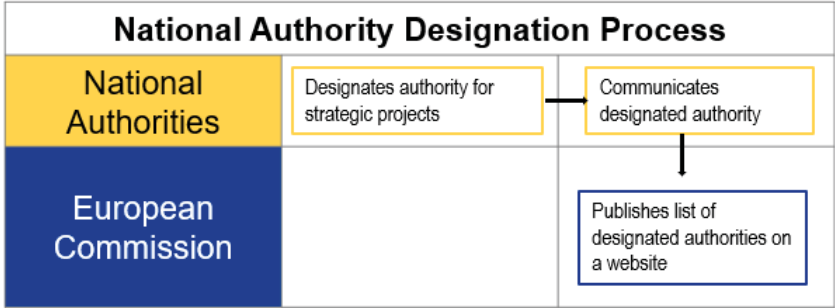 National Authority Designation Process
National
Authorities
Designates authority for
strategic projects
Communicates
designated authority
European
Commission
Publishes list of
designated authorities on
a website